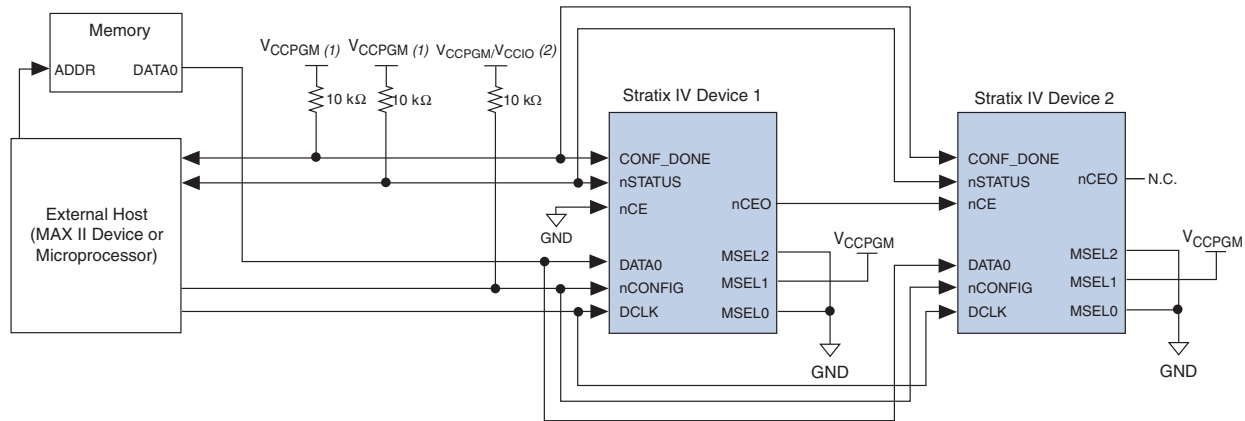 Memory
ADDR DATA0
VCCPGM (1) VCCPGM (1) VCCPGM/VCCIO (2)
10 kΩ 10 kΩ 10 kΩ
External Host
(MAX II Device or
Microprocessor)
Stratix IV Device 1
CONF_DONE
nSTATUS
nCE nCEO
GND
DATA0
nCONFIG
DCLK
MSEL2
MSEL1
MSEL0
VCCPGM
GND
Stratix IV Device 2
CONF_DONE
nSTATUS
nCE
nCEO N.C.
DATA0
nCONFIG
DCLK
MSEL2
MSEL1
MSEL0
VCCPGM
GND